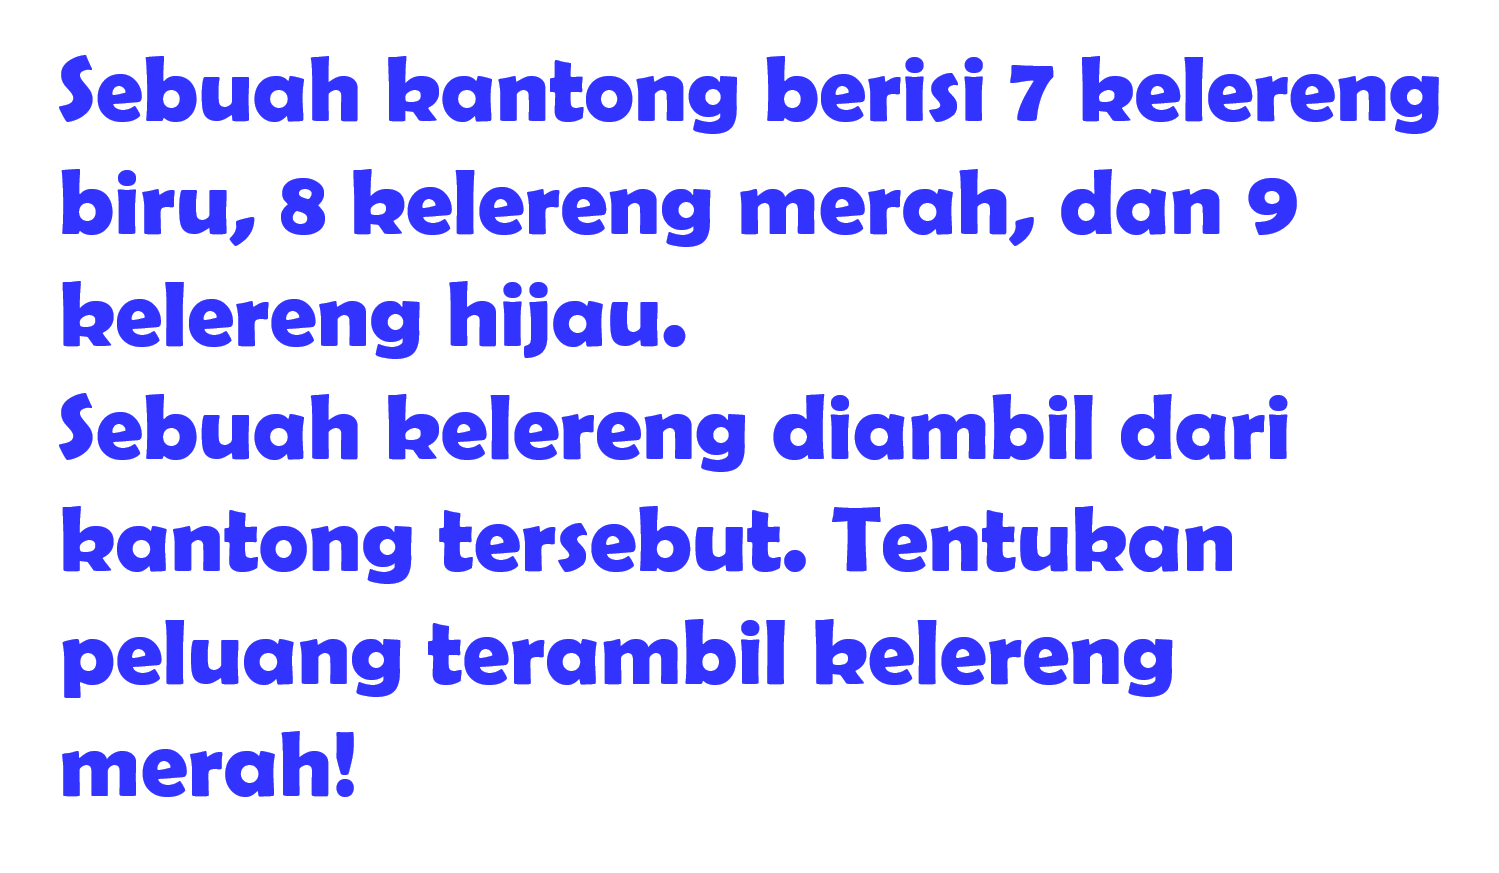 Sebuah kantong berisi 7 kelereng
biru, 8 kelereng merah, dan 9
kelereng hijau.
Sebuah kelereng diambil dari
kantong tersebut. Tentukan
peluang terambil kelereng
merah!